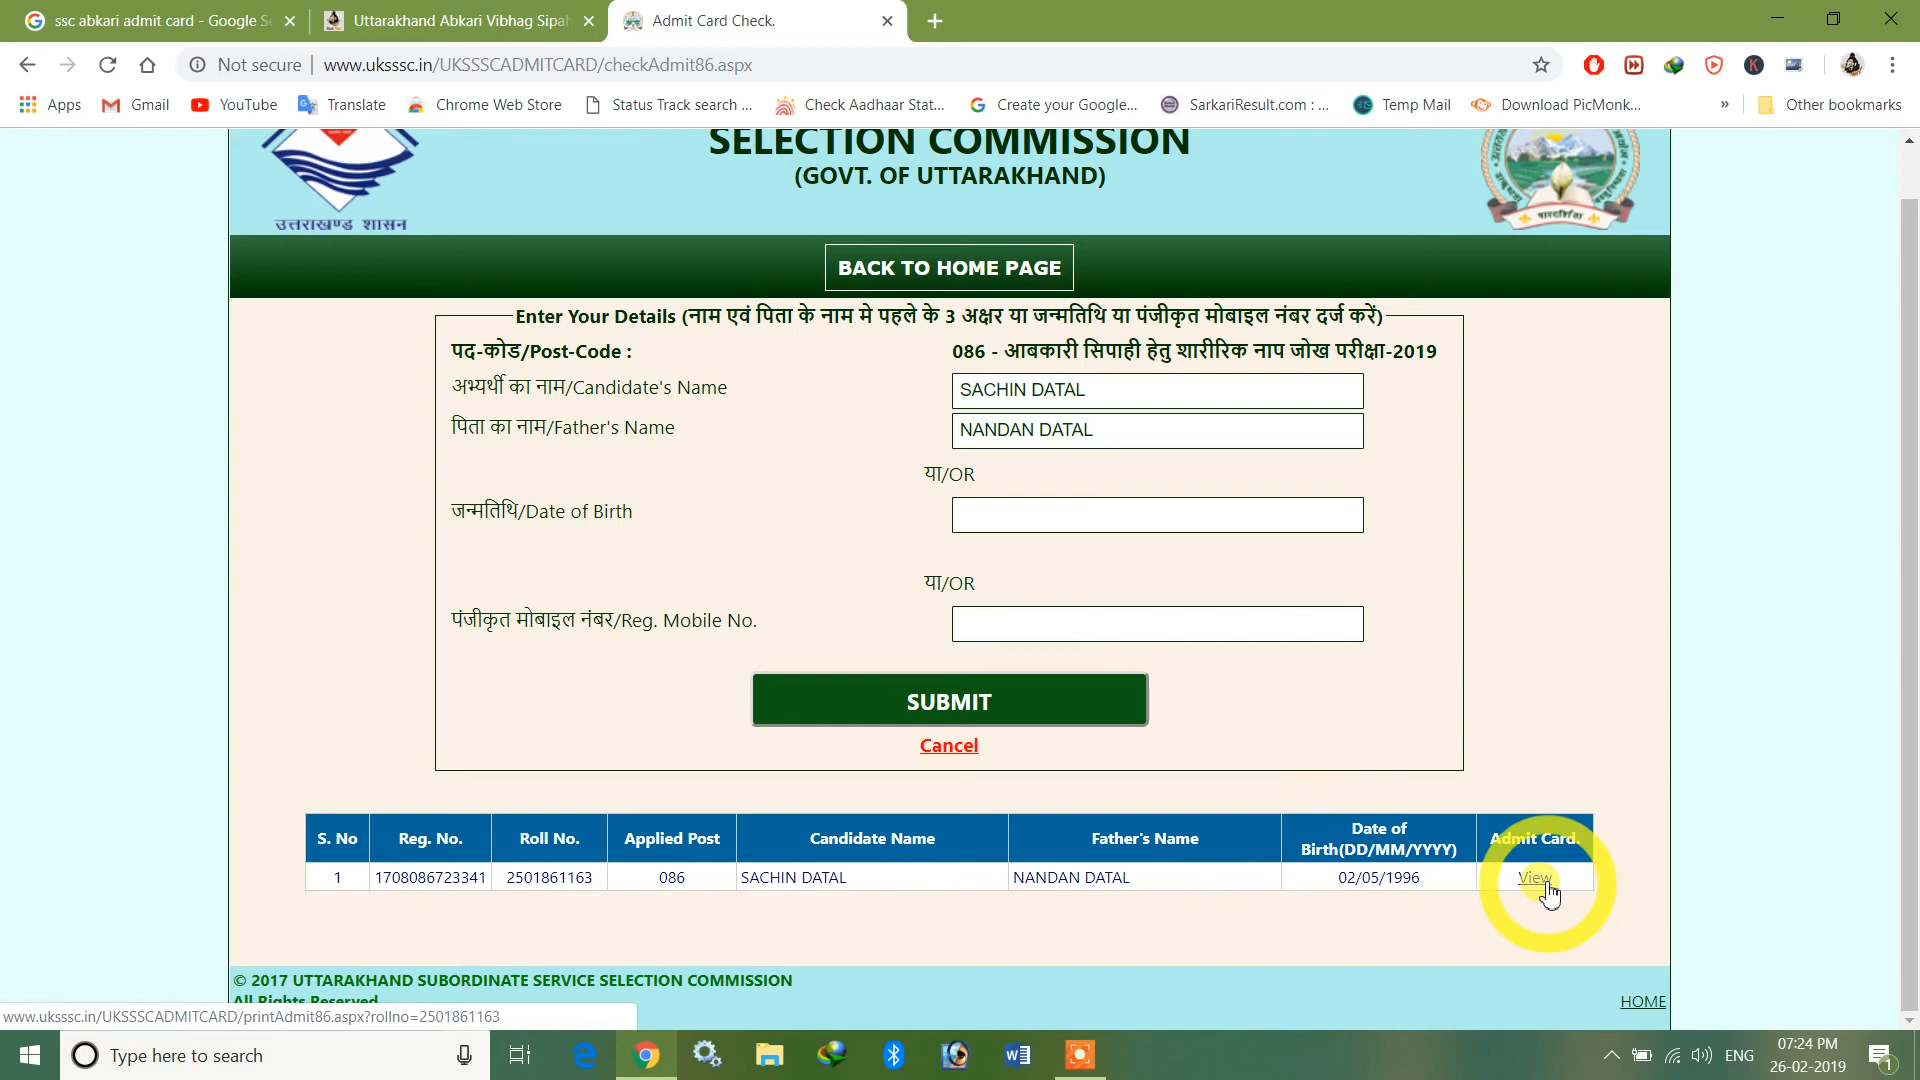 ssc abkari admit card - Google Se
Uttarakhand Abkari Vibhag Sipah
Admit Card Check.
Not secure
www.uksssc.in/UKSSSCADMITCARD/checkAdmit86.aspx
Apps
Gmail
YouTube
Translate
Chrome Web Store
Status Track search ...
Check Aadhaar Stat...
Create your Google...
SarkariResult.com : ...
Temp Mail
Download PicMonk...
»
Other bookmarks
SELECTION COMMISSION
(GOVT. OF UTTARAKHAND)
उत्तराखण्ड शासन
पारदर्शिता
BACK TO HOME PAGE
Enter Your Details (नाम एवं पिता के नाम मे पहले के 3 अक्षर या जन्मतिथि या पंजीकृत मोबाइल नंबर दर्ज करें)
पद-कोड/Post-Code :
086 - आबकारी सिपाही हेतु शारीरिक नाप जोख परीक्षा-2019
अभ्यर्थी का नाम/Candidate's Name
SACHIN DATAL
पिता का नाम/Father's Name
NANDAN DATAL
या/OR
जन्मतिथि/Date of Birth
या/OR
पंजीकृत मोबाइल नंबर/Reg. Mobile No.
SUBMIT
Cancel
S. No Reg. No. Roll No. Applied Post Candidate Name Father's Name Date of Birth(DD/MM/YYYY) Admit Card.
1 1708086723341 2501861163 086 SACHIN DATAL NANDAN DATAL 02/05/1996 View
© 2017 UTTARAKHAND SUBORDINATE SERVICE SELECTION COMMISSION
All Rights Reserved
HOME
www.uksssc.in/UKSSSCADMITCARD/printAdmit86.aspx?rollno=2501861163
Type here to search
ENG
07:24 PM
26-02-2019
1